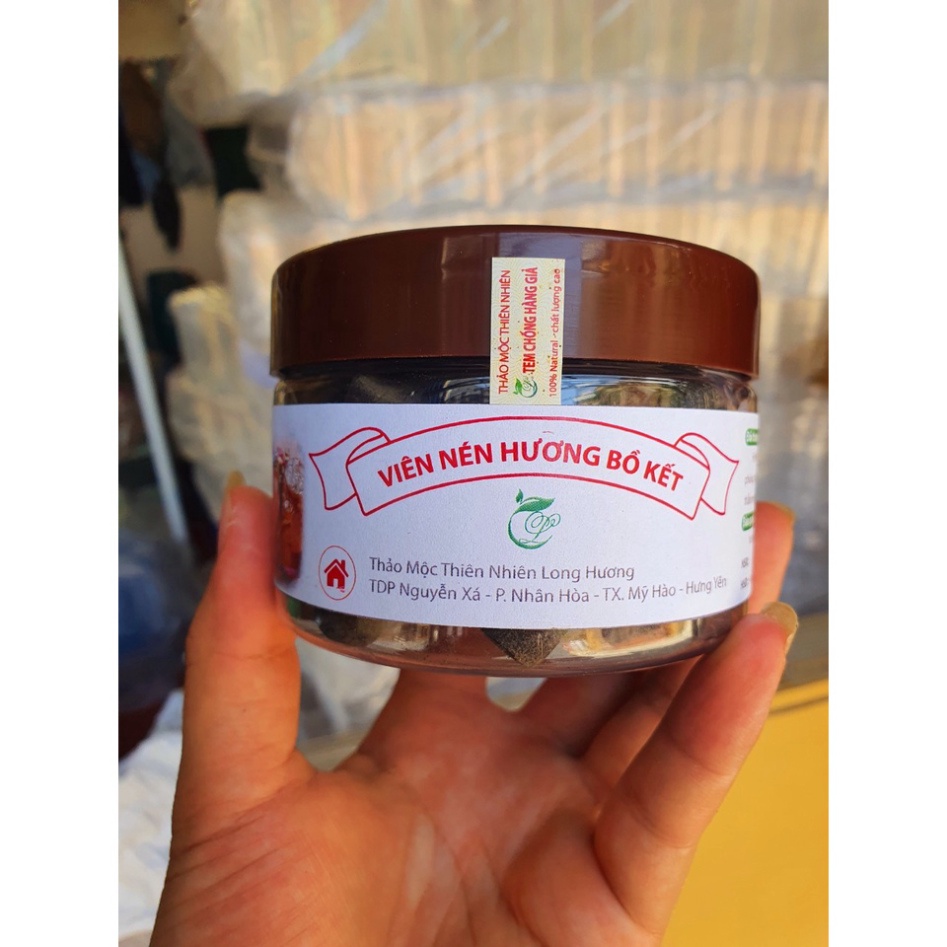 THẢO MỘC THIÊN NHIÊN
TEM CHỐNG HÀNG GIẢ
100% Natural - chất lượng cao
VIÊN NÉN HƯƠNG BỒ KẾT
Thảo Mộc Thiên Nhiên Long Hương
TDP Nguyễn Xá - P. Nhân Hòa - TX. Mỹ Hào - Hưng Yên